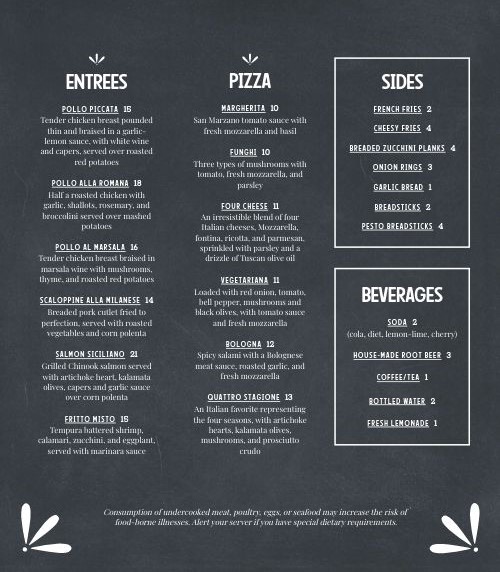 ENTREES
POLLO PICCATA 15
Tender chicken breast pounded
thin and braised in a garlic-
lemon sauce, with white wine
and capers, served over roasted
red potatoes
POLLO ALLA ROMANA 18
Half a roasted chicken with
garlic, shallots, rosemary, and
broccolini served over mashed
potatoes
POLLO AL MARSALA 16
Tender chicken breast braised in
marsala wine with mushrooms,
thyme, and roasted red potatoes
SCALOPPINE ALLA MILANESE 14
Breaded pork cutlet fried to
perfection, served with roasted
vegetables and corn polenta
SALMON SICILIANO 21
Grilled Chinook salmon served
with artichoke heart, kalamata
olives, capers and garlic sauce
over corn polenta
FRITTO MISTO 15
Tempura battered shrimp,
calamari, zucchini, and eggplant,
served with marinara sauce
PIZZA
MARGHERITA 10
San Marzano tomato sauce with
fresh mozzarella and basil
FUNGHI 10
Three types of mushrooms with
tomato, fresh mozzarella, and
parsley
FOUR CHEESE 11
An irresistible blend of four
Italian cheeses, Mozzarella,
fontina, ricotta, and parmesan,
sprinkled with parsley and a
drizzle of Tuscan olive oil
VEGETARIANA 11
Loaded with red onion, tomato,
bell pepper, mushrooms and
black olives, with tomato sauce
and fresh mozzarella
BOLOGNA 12
Spicy salami with a Bolognese
meat sauce, roasted garlic, and
fresh mozzarella
QUATTRO STAGIONE 13
An Italian favorite representing
the four seasons, with artichoke
hearts, kalamata olives,
mushrooms, and prosciutto
crudo
SIDES
FRENCH FRIES 2
CHEESY FRIES 4
BREADED ZUCCHINI PLANKS 4
ONION RINGS 3
GARLIC BREAD 1
BREADSTICKS 2
PESTO BREADSTICKS 4
BEVERAGES
SODA 2
(cola, diet, lemon-lime, cherry)
HOUSE-MADE ROOT BEER 3
COFFEE/TEA 1
BOTTLED WATER 2
FRESH LEMONADE 1
Consumption of undercooked meat, poultry, eggs, or seafood may increase the risk of
food-borne illnesses. Alert your server if you have special dietary requirements.